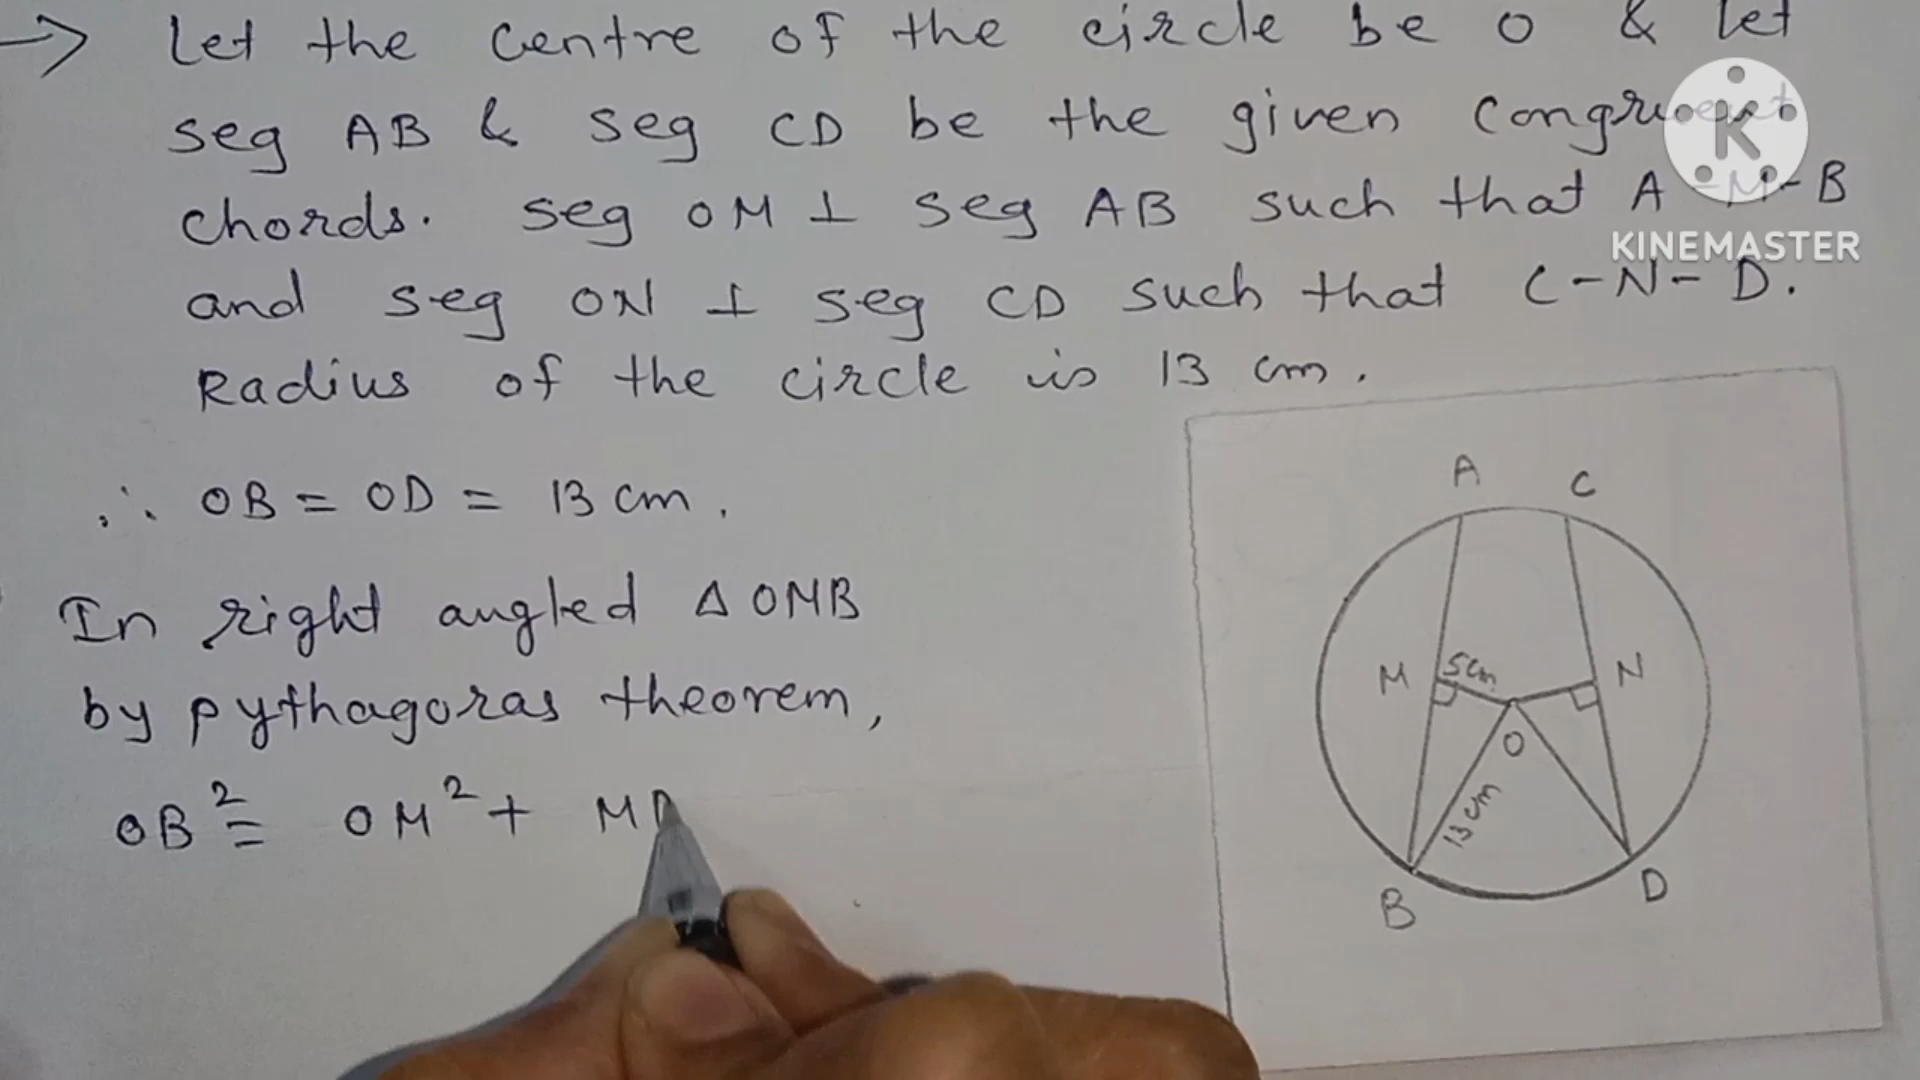 → Let the centre of the circle be O & let
seg AB & seg CD be the given congruent
chords. seg OM ⊥ seg AB such that A-M-B
and seg ON ⊥ seg CD such that C-N-D.
Radius of the circle is 13 cm.
∴ OB = OD = 13 cm.
In right angled Δ OMB
by pythagoras theorem,
OB² = OM² + M
K
KINEMASTER
A C
M 5cm N
O
13 cm
B D